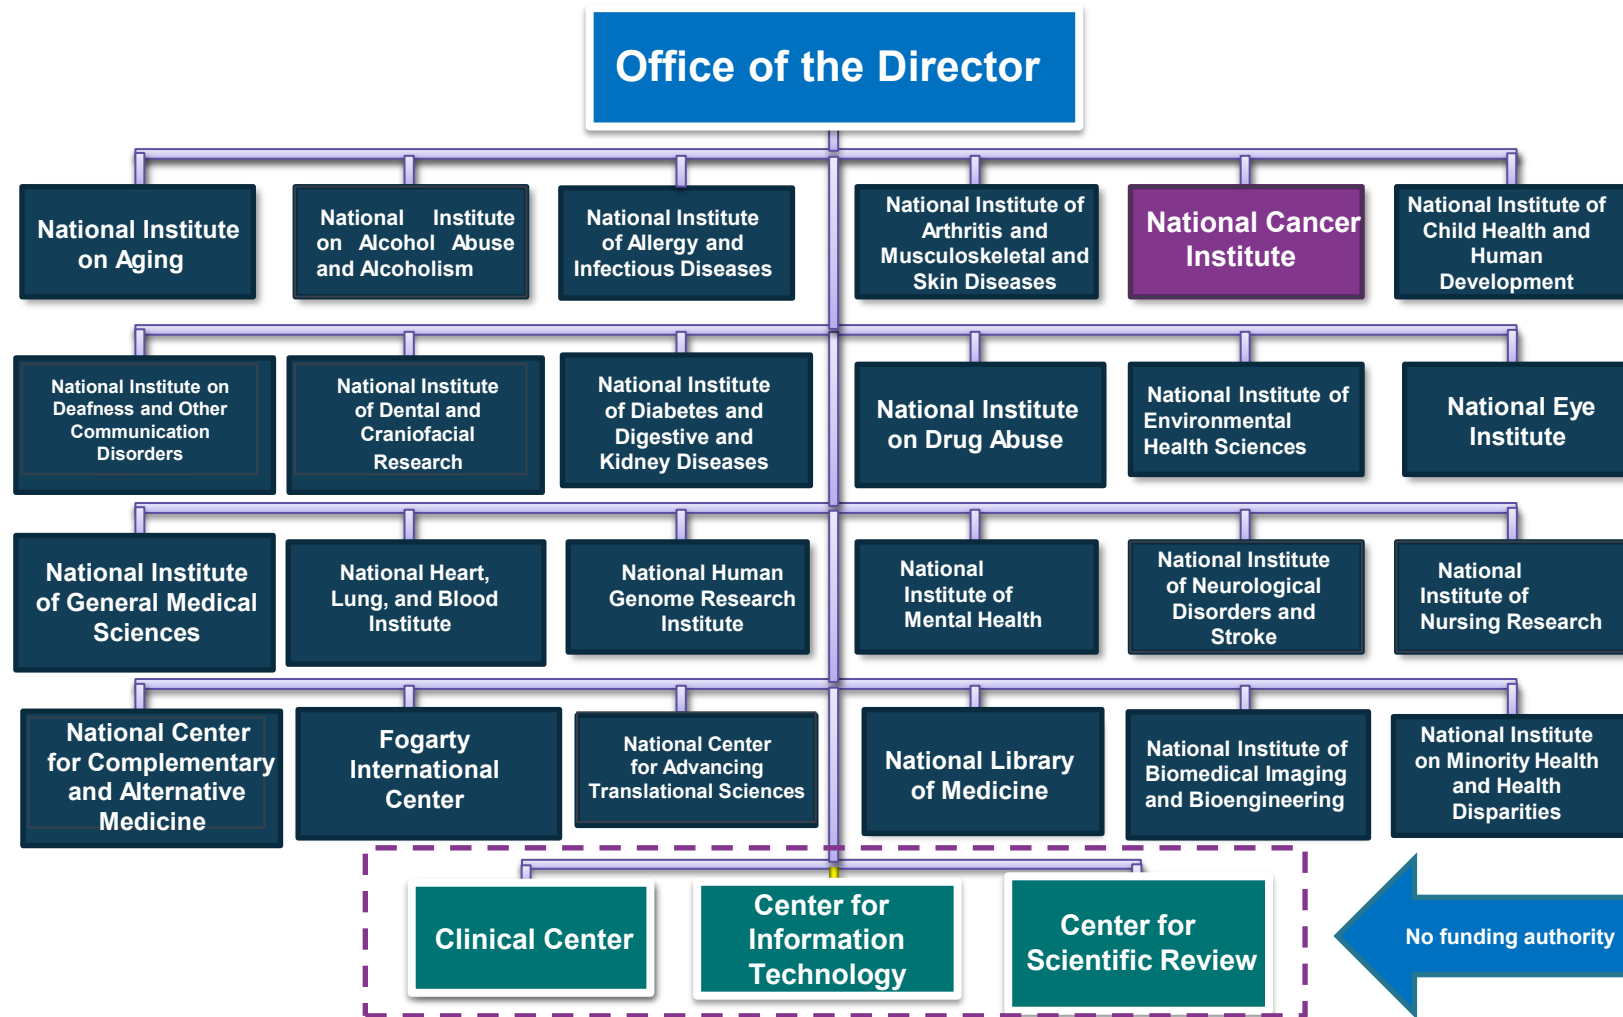 Office of the Director
National Institute
on Aging
National Institute
on Alcohol Abuse
and Alcoholism
National Institute
of Allergy and
Infectious Diseases
National Institute of
Arthritis and
Musculoskeletal and
Skin Diseases
National Cancer
Institute
National Institute of
Child Health and
Human
Development
National Institute on
Deafness and Other
Communication
Disorders
National Institute
of Dental and
Craniofacial
Research
National Institute
of Diabetes and
Digestive and
Kidney Diseases
National Institute
on Drug Abuse
National Institute of
Environmental
Health Sciences
National Eye
Institute
National Institute
of General Medical
Sciences
National Heart,
Lung, and Blood
Institute
National Human
Genome Research
Institute
National
Institute of
Mental Health
National Institute
of Neurological
Disorders and
Stroke
National
Institute of
Nursing Research
National Center
for Complementary
and Alternative
Medicine
Fogarty
International
Center
National Center
for Advancing
Translational Sciences
National Library
of Medicine
National Institute of
Biomedical Imaging
and Bioengineering
National Institute
on Minority Health
and Health
Disparities
Clinical Center
Center for
Information
Technology
Center for
Scientific Review
No funding authority